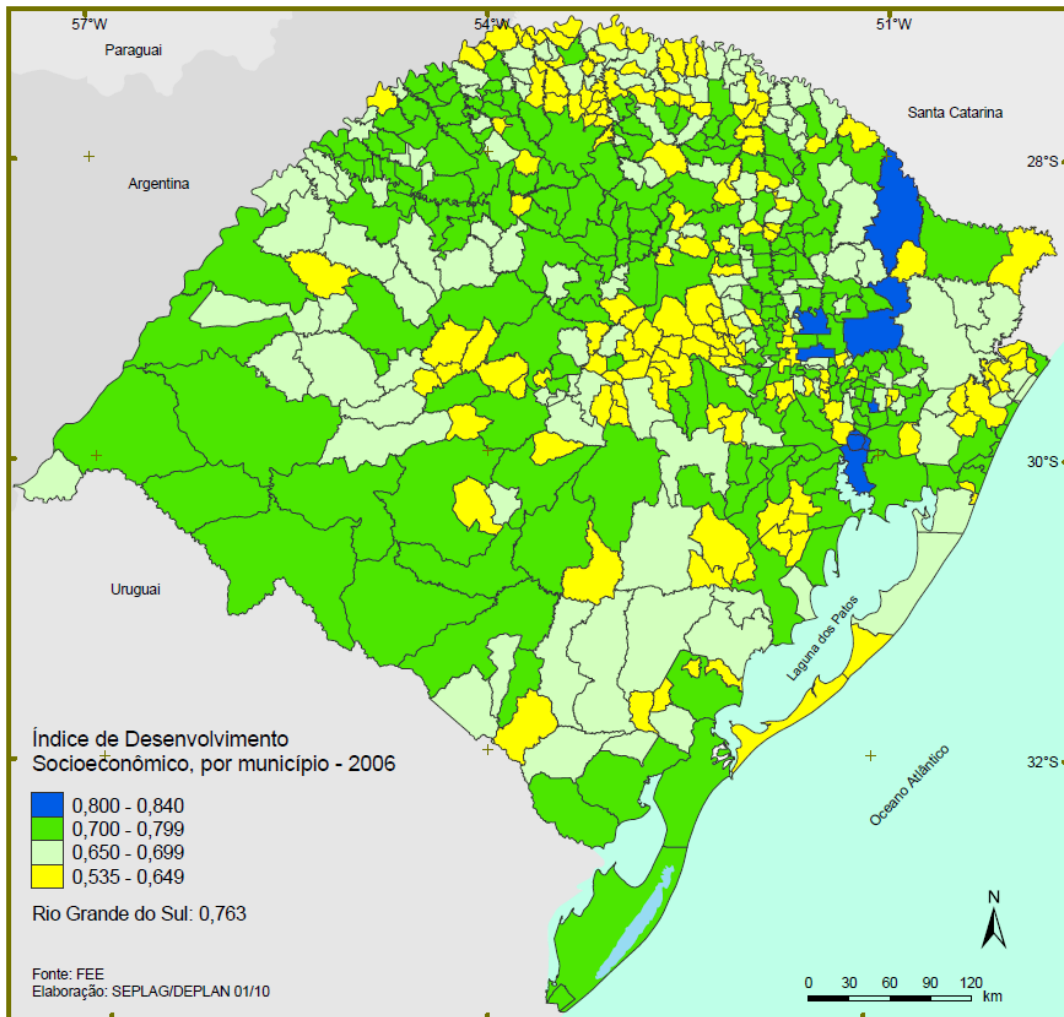 57°W
54°W
51°W
Paraguai
Santa Catarina
28°S
Argentina
30°S
Uruguai
Laguna dos Patos
Índice de Desenvolvimento
Socioeconômico, por município - 2006
32°S
Oceano Atlântico
0,800 - 0,840
0,700 - 0,799
0,650 - 0,699
0,535 - 0,649
Rio Grande do Sul: 0,763
N
Fonte: FEE
Elaboração: SEPLAG/DEPLAN 01/10
0 30 60 90 120
km